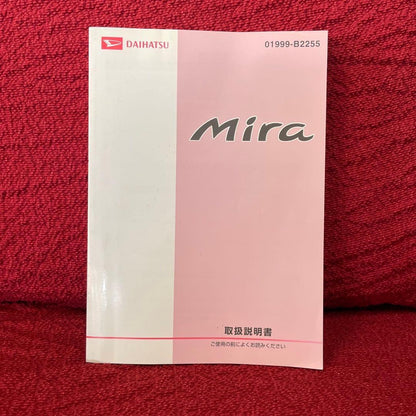 DAIHATSU
01999-B2255
Mira
取扱説明書
ご使用の前によくお読みください